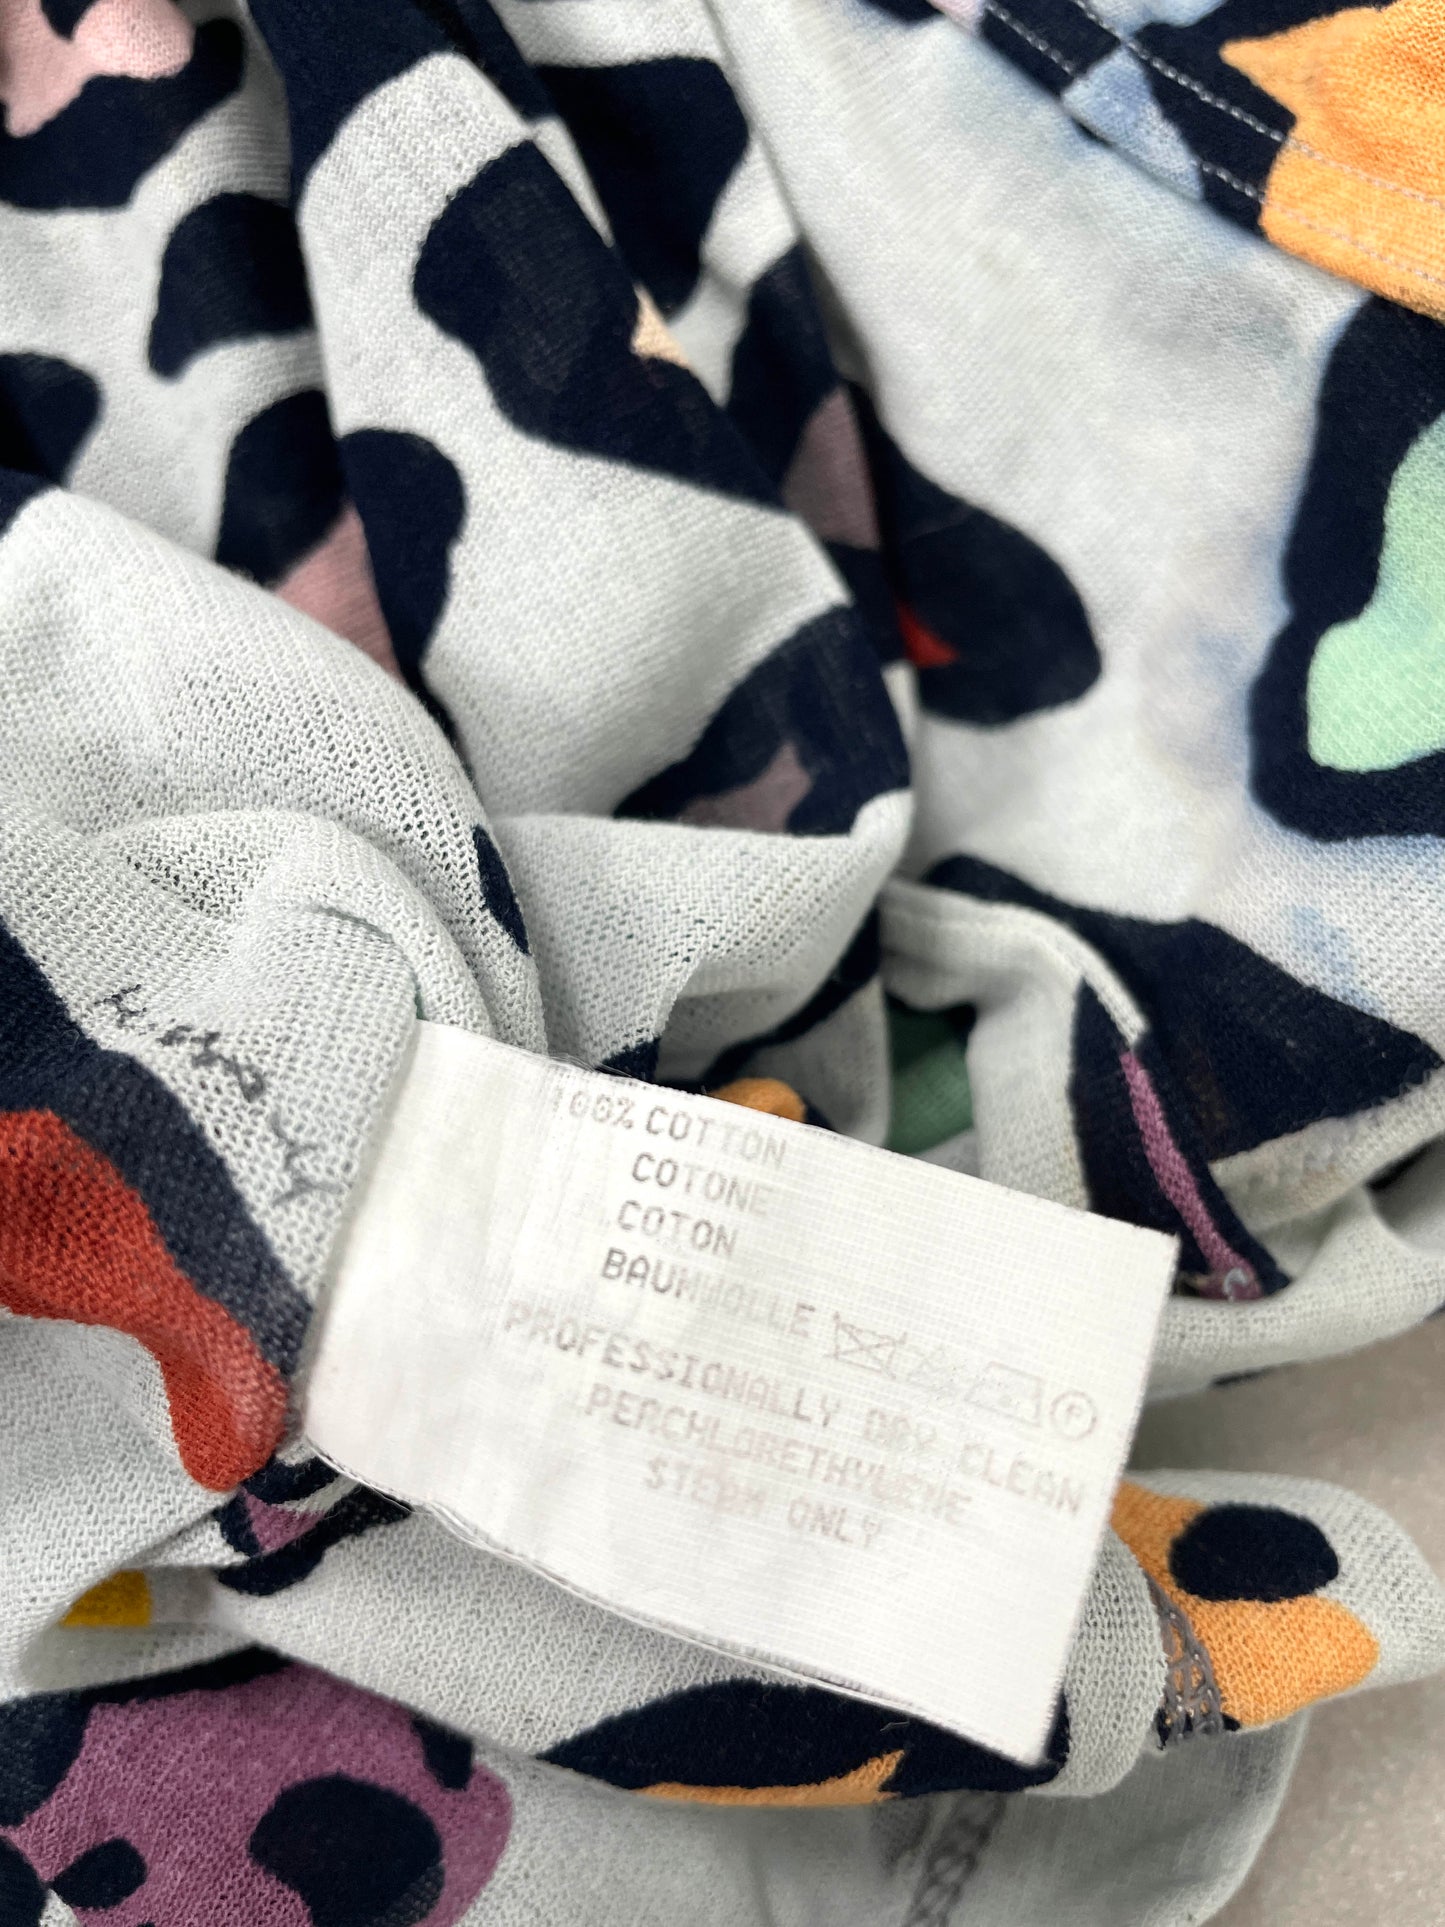 100% COTTON
COTONE
COTON
BAUMWOLLE
PROFESSIONALLY DRY CLEAN
PERCHLORETHYLENE
STEAM ONLY